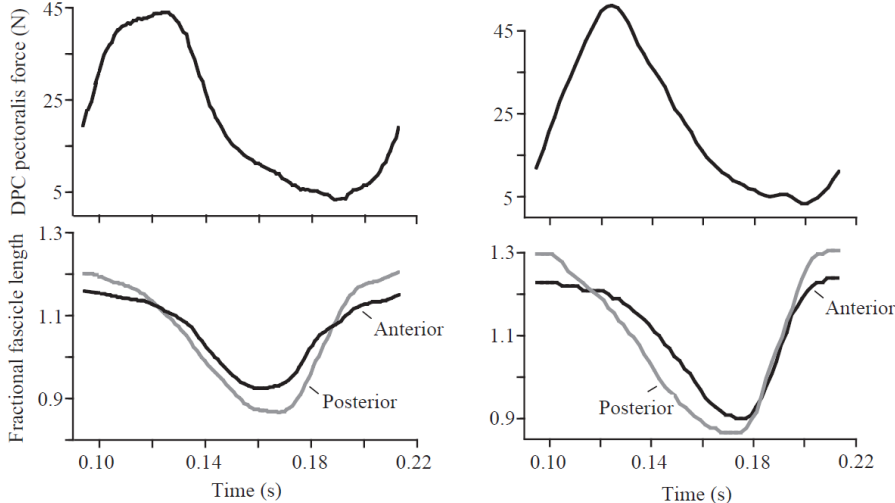 DPC pectoralis force (N)
45
25
5
45
25
5
Fractional fascicle length
1.3
1.1
0.9
Anterior
Posterior
0.10
0.14
0.18
0.22
Time (s)
1.3
1.1
0.9
Anterior
Posterior
0.10
0.14
0.18
0.22
Time (s)